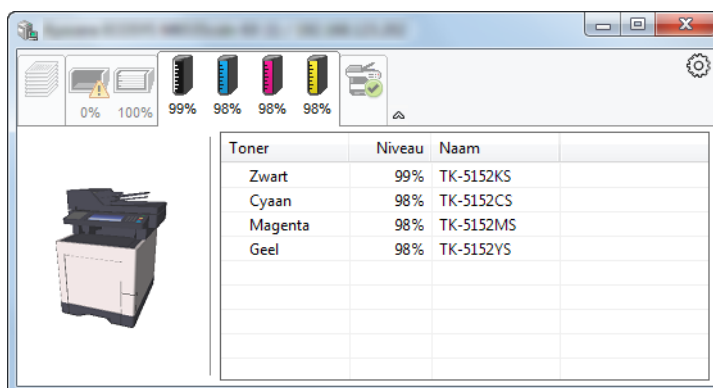 0% 100% 99% 98% 98% 98%
Toner Niveau Naam
Zwart 99% TK-5152KS
Cyaan 98% TK-5152CS
Magenta 98% TK-5152MS
Geel 98% TK-5152YS